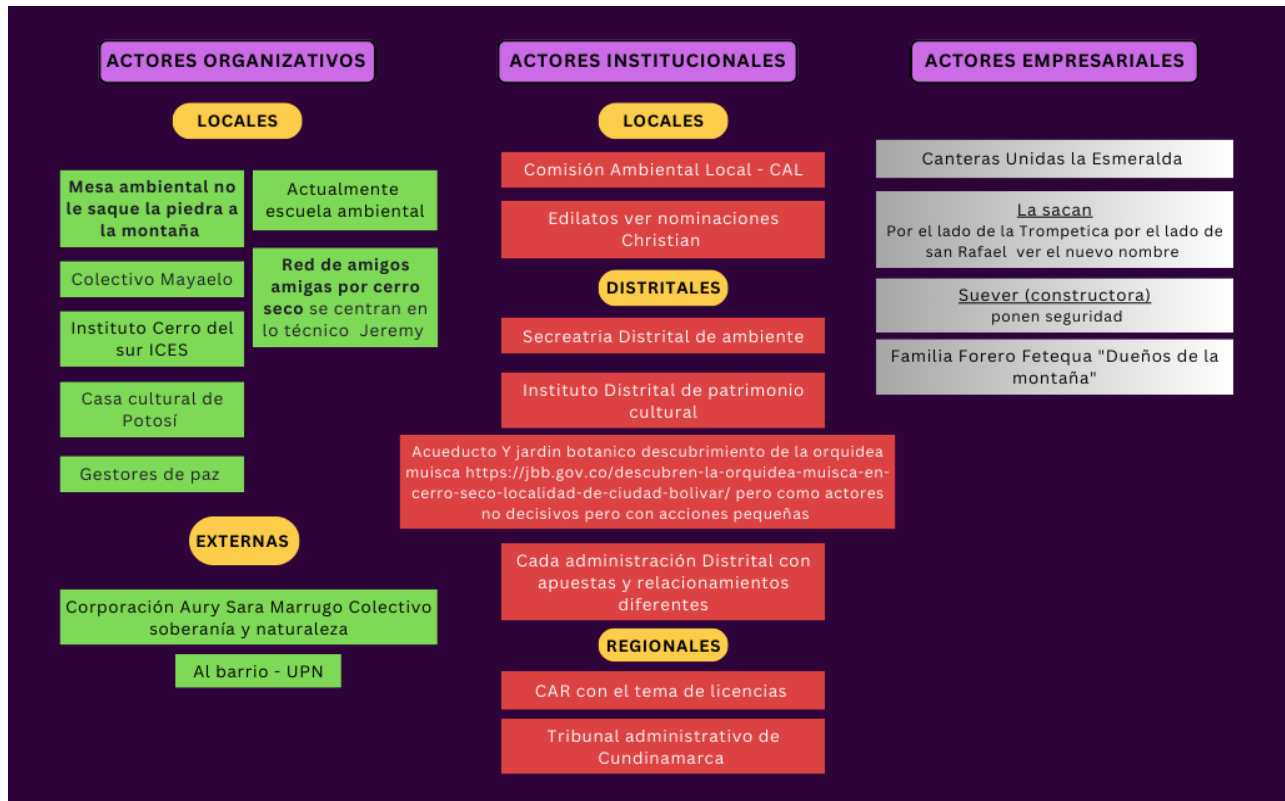 ACTORES ORGANIZATIVOS
LOCALES
Mesa ambiental no
le saque la piedra a
la montaña
Actualmente
escuela ambiental
Colectivo Mayaelo
Red de amigos
amigas por cerro
seco se centran en
lo técnico Jeremy
Instituto Cerro del
sur ICES
Casa cultural de
Potosí
Gestores de paz
EXTERNAS
Corporación Aury Sara Marrugo Colectivo
soberanía y naturaleza
Al barrio - UPN
ACTORES INSTITUCIONALES
LOCALES
Comisión Ambiental Local - CAL
Edilatos ver nominaciones
Christian
DISTRITALES
Secreatria Distrital de ambiente
Instituto Distrital de patrimonio
cultural
Acueducto Y jardin botanico descubrimiento de la orquidea
muisca https://jbb.gov.co/descubren-la-orquidea-muisca-en-
cerro-seco-localidad-de-ciudad-bolivar/ pero como actores
no decisivos pero con acciones pequeñas
Cada administración Distrital con
apuestas y relacionamientos
diferentes
REGIONALES
CAR con el tema de licencias
Tribunal administrativo de
Cundinamarca
ACTORES EMPRESARIALES
Canteras Unidas la Esmeralda
La sacan
Por el lado de la Trompetica por el lado de
san Rafael ver el nuevo nombre
Suever (constructora)
ponen seguridad
Familia Forero Fetequa "Dueños de la
montaña"